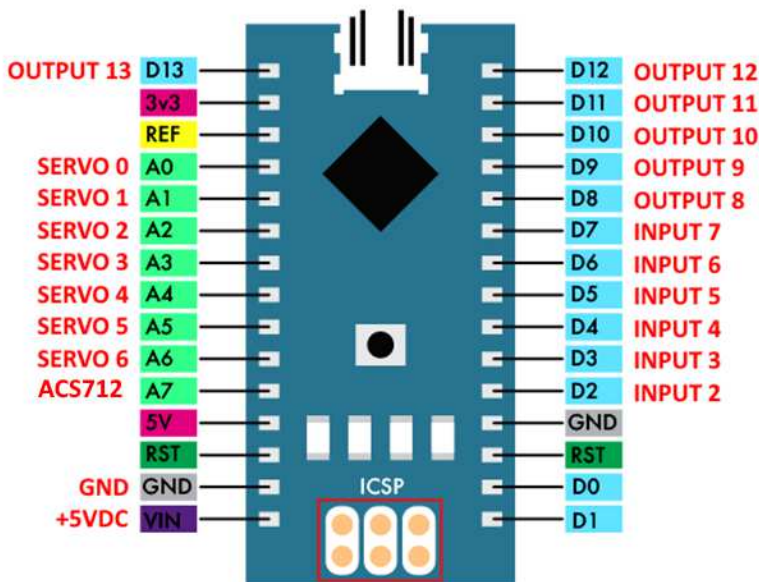 OUTPUT 13 D13 D12 OUTPUT 12
3v3 D11 OUTPUT 11
REF D10 OUTPUT 10
SERVO 0 A0 D9 OUTPUT 9
SERVO 1 A1 D8 OUTPUT 8
SERVO 2 A2 D7 INPUT 7
SERVO 3 A3 D6 INPUT 6
SERVO 4 A4 D5 INPUT 5
SERVO 5 A5 D4 INPUT 4
SERVO 6 A6 D3 INPUT 3
ACS712 A7 D2 INPUT 2
5V GND
RST RST
GND GND ICSP D0
+5VDC VIN D1